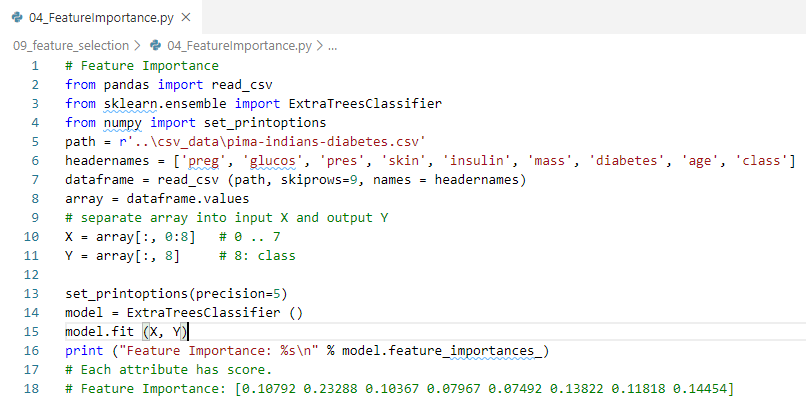 04_FeatureImportance.py ×
09_feature_selection > 04_FeatureImportance.py > ...
1 # Feature Importance
2 from pandas import read_csv
3 from sklearn.ensemble import ExtraTreesClassifier
4 from numpy import set_printoptions
5 path = r'..\csv_data\pima-indians-diabetes.csv'
6 headernames = ['preg', 'glucos', 'pres', 'skin', 'insulin', 'mass', 'diabetes', 'age', 'class']
7 dataframe = read_csv (path, skiprows=9, names = headernames)
8 array = dataframe.values
9 # separate array into input X and output Y
10 X = array[:, 0:8] # 0 .. 7
11 Y = array[:, 8] # 8: class
12
13 set_printoptions(precision=5)
14 model = ExtraTreesClassifier ()
15 model.fit (X, Y)
16 print ("Feature Importance: %s\n" % model.feature_importances_)
17 # Each attribute has score.
18 # Feature Importance: [0.10792 0.23288 0.10367 0.07967 0.07492 0.13822 0.11818 0.14454]